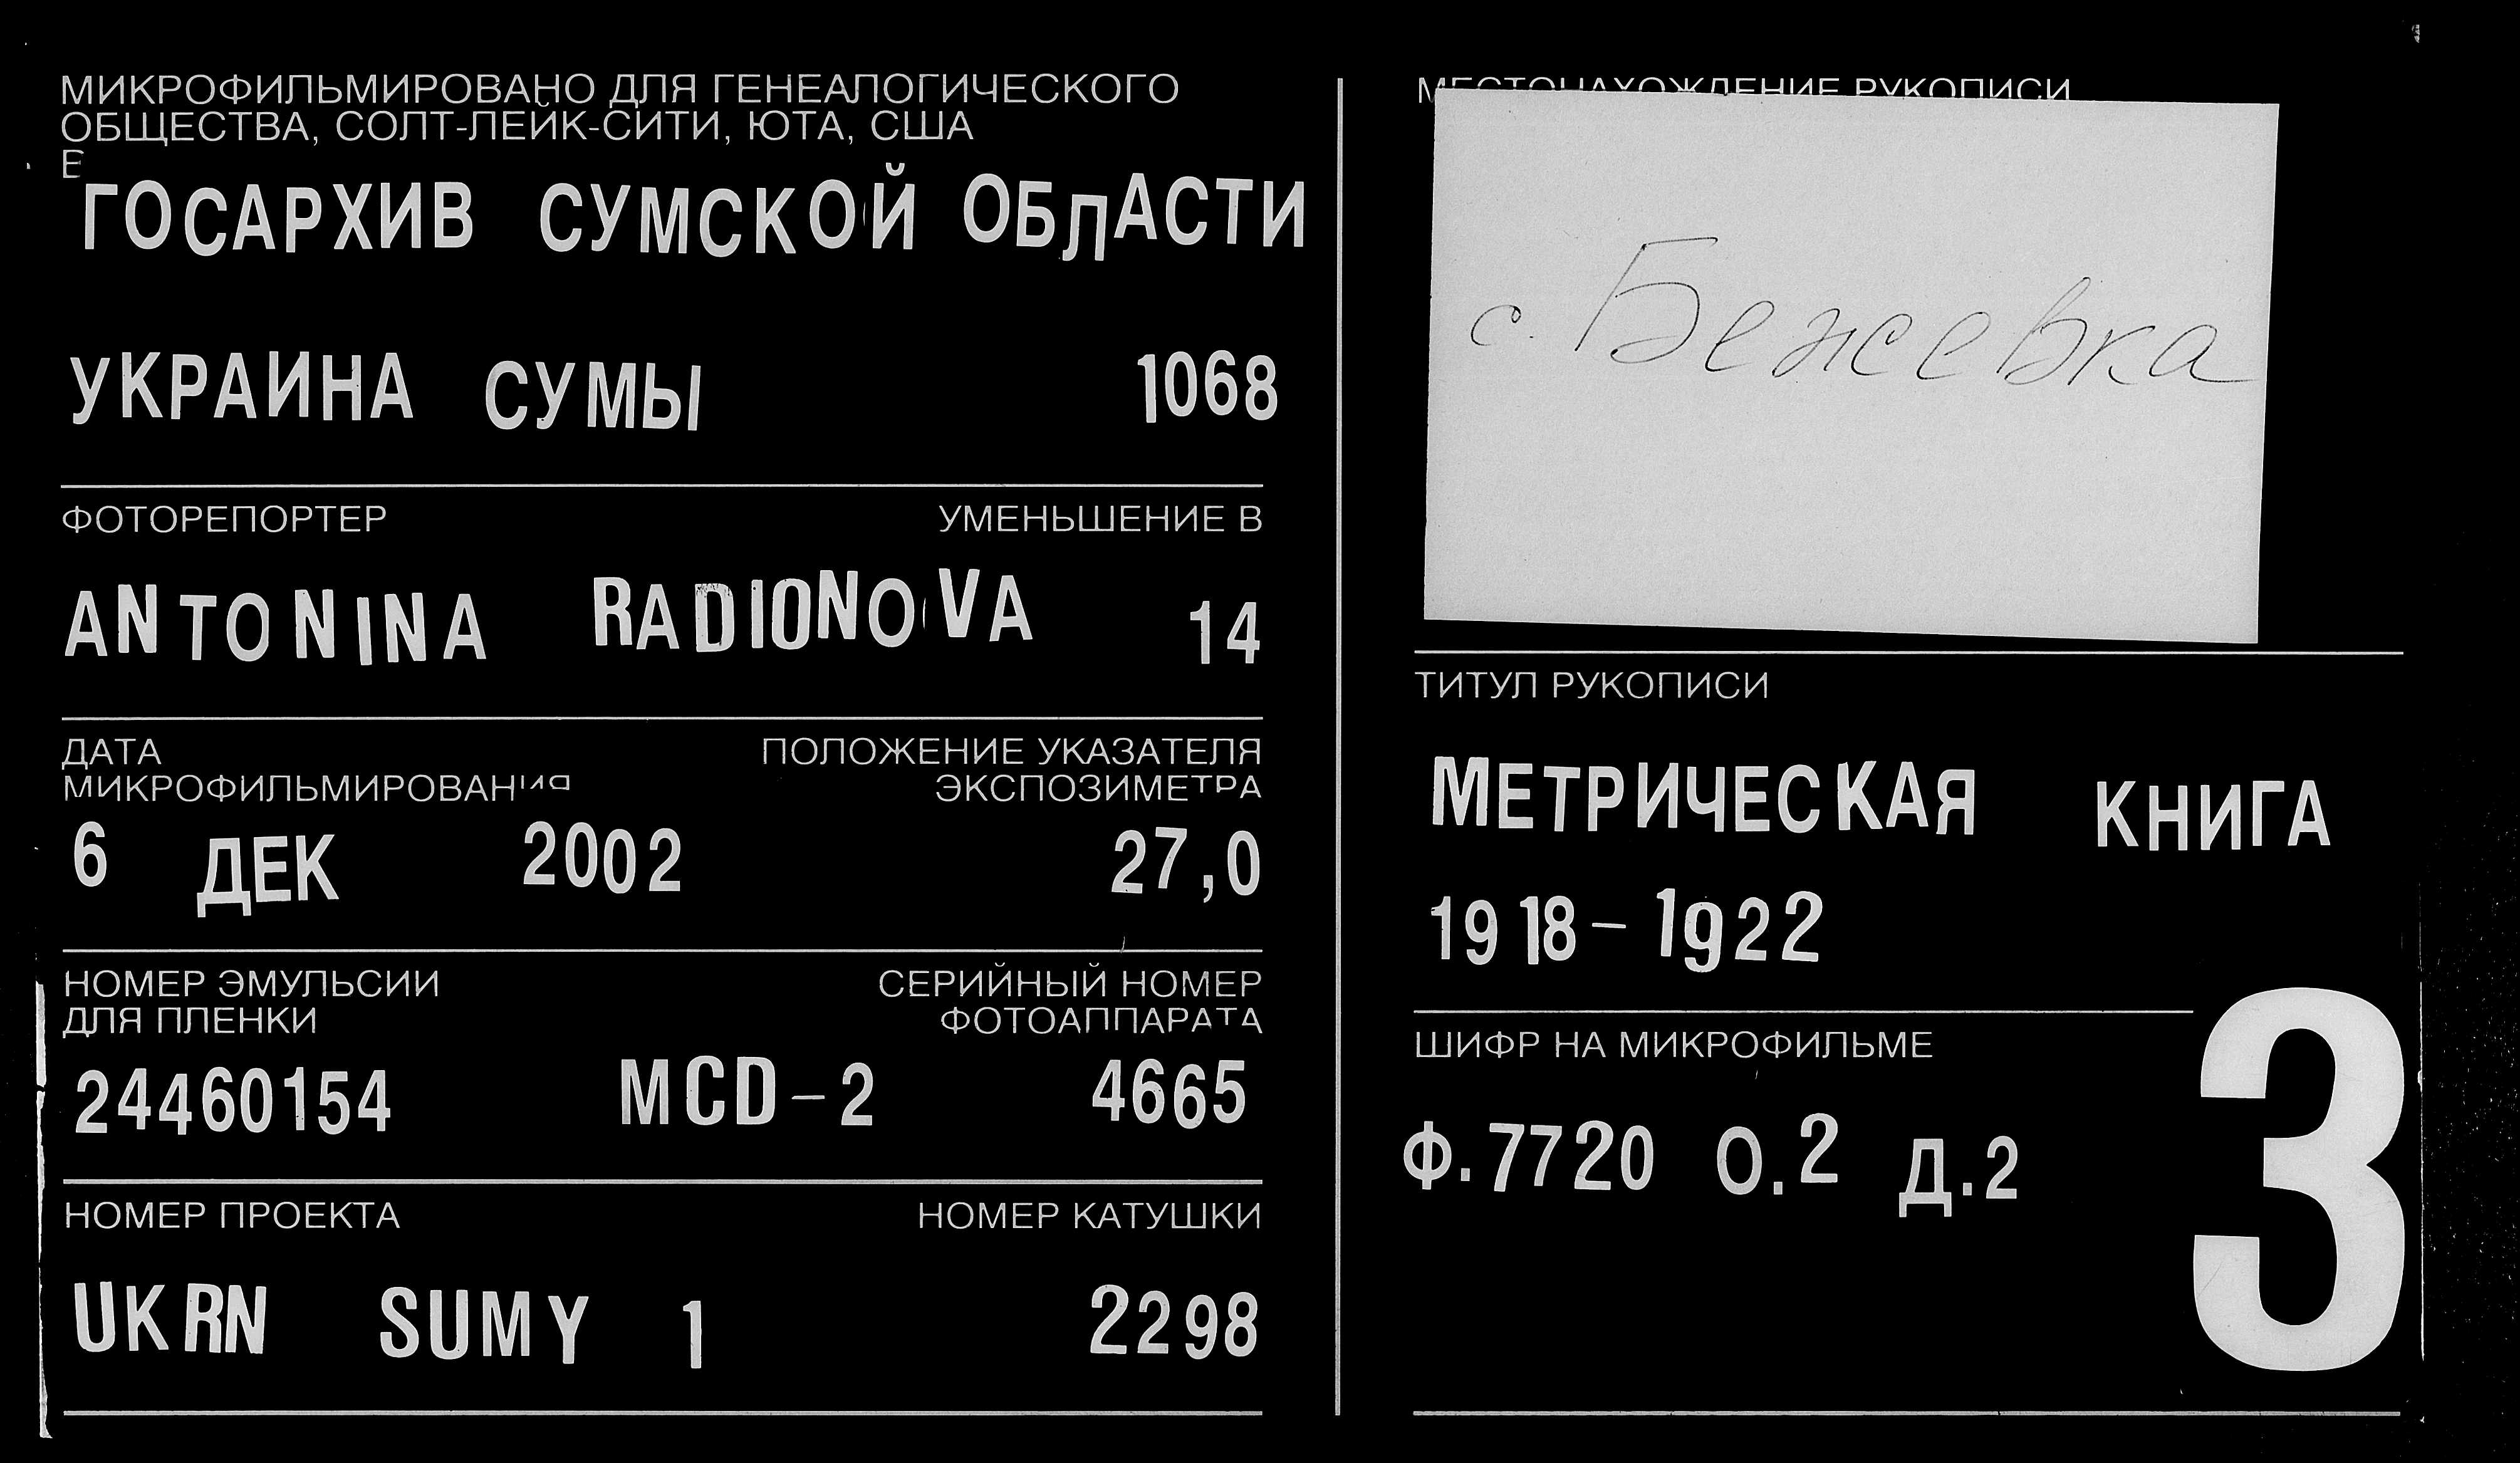 МИКРОФИЛЬМИРОВАНО ДЛЯ ГЕНЕАЛОГИЧЕСКОГО
ОБЩЕСТВА, СОЛТ-ЛЕЙК-СИТИ, ЮТА, США
Е
ГОСАРХИВ СУМСКОЙ ОБЛАСТИ
УКРАИНА СУМЫ 1068
ФОТОРЕПОРТЕР УМЕНЬШЕНИЕ В
ANTONINA RADIONOVA 14
ДАТА ПОЛОЖЕНИЕ УКАЗАТЕЛЯ
МИКРОФИЛЬМИРОВАНИЯ ЭКСПОЗИМЕТРА
6 ДЕК 2002 27,0
НОМЕР ЭМУЛЬСИИ СЕРИЙНЫЙ НОМЕР
ДЛЯ ПЛЕНКИ ФОТОАППАРАТА
24460154 MCD-2 4665
НОМЕР ПРОЕКТА НОМЕР КАТУШКИ
UKRN SUMY 1 2298
МЕСТОНАХОЖДЕНИЕ РУКОПИСИ
с. Бежевка
ТИТУЛ РУКОПИСИ
МЕТРИЧЕСКАЯ КНИГА
1918-1922
ШИФР НА МИКРОФИЛЬМЕ
Ф.7720 О.2 Д.2
3